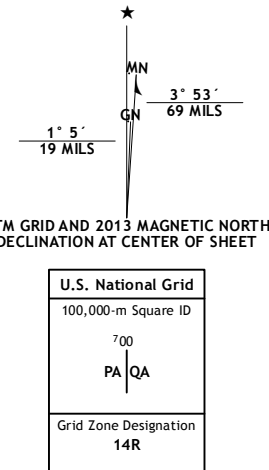 ★
MN
GN
3° 53´
69 MILS
1° 5´
19 MILS
TM GRID AND 2013 MAGNETIC NORTH
DECLINATION AT CENTER OF SHEET
U.S. National Grid
100,000-m Square ID
⁷00
PA QA
Grid Zone Designation
14R